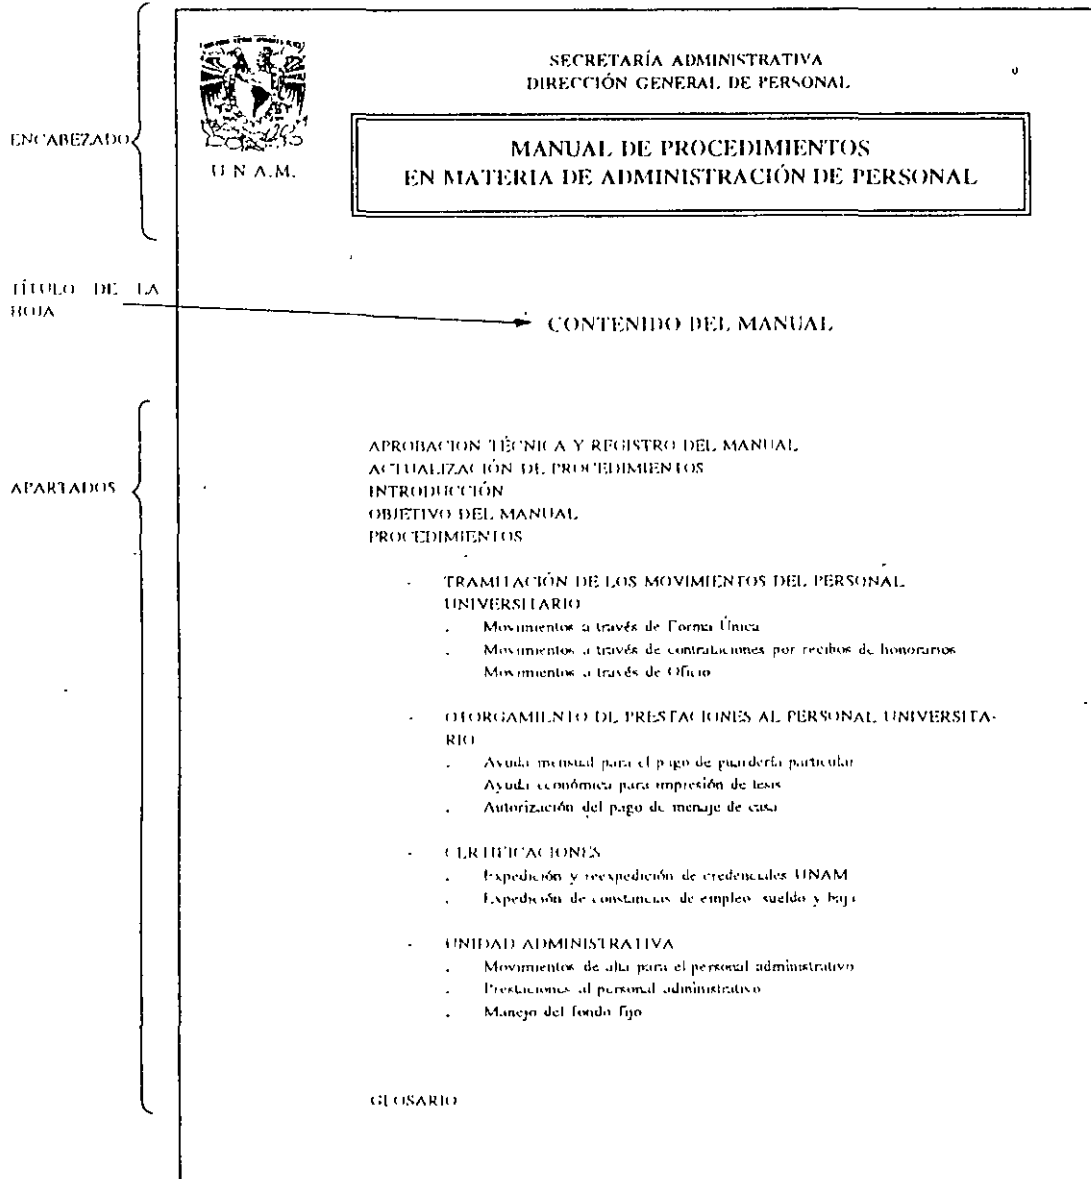 SECRETARÍA ADMINISTRATIVA
DIRECCIÓN GENERAL DE PERSONAL
ENCABEZADO
U N A.M.
MANUAL DE PROCEDIMIENTOS
EN MATERIA DE ADMINISTRACIÓN DE PERSONAL
TÍTULO DE LA
HOJA
CONTENIDO DEL MANUAL
APARTADOS
APROBACION TÉCNICA Y REGISTRO DEL MANUAL
ACTUALIZACIÓN DE PROCEDIMIENTOS
INTRODUCCIÓN
OBJETIVO DEL MANUAL
PROCEDIMIENTOS
- TRAMITACIÓN DE LOS MOVIMIENTOS DEL PERSONAL
UNIVERSITARIO
. Movimientos a través de Forma Única
. Movimientos a través de contrataciones por recibos de honorarios
Movimientos a través de Oficio
- OTORGAMIENTO DE PRESTACIONES AL PERSONAL UNIVERSITA-
RIO
. Ayuda mensual para el pago de guardería particular
Ayuda económica para impresión de tesis
. Autorización del pago de menaje de casa
- CERTIFICACIONES
. Expedición y reexpedición de credenciales UNAM
. Expedición de constancias de empleo sueldo y baja
- UNIDAD ADMINISTRATIVA
. Movimientos de alta para el personal administrativo
. Prestaciones al personal administrativo
. Manejo del fondo fijo
GLOSARIO